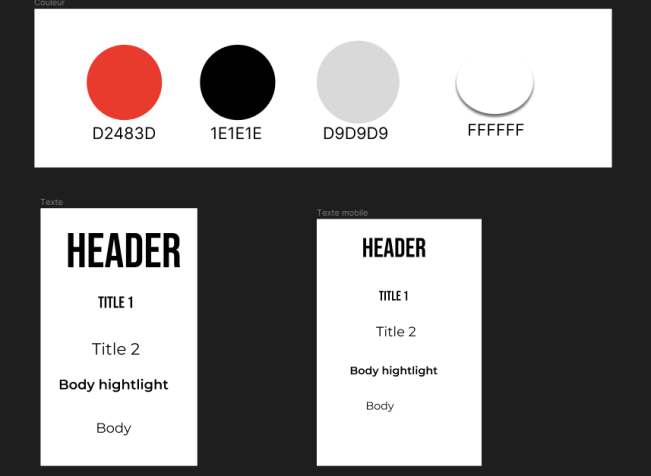 Couleur
D2483D
1E1E1E
D9D9D9
FFFFFF
Texte
HEADER
TITLE 1
Title 2
Body hightlight
Body
Texte mobile
HEADER
TITLE 1
Title 2
Body hightlight
Body